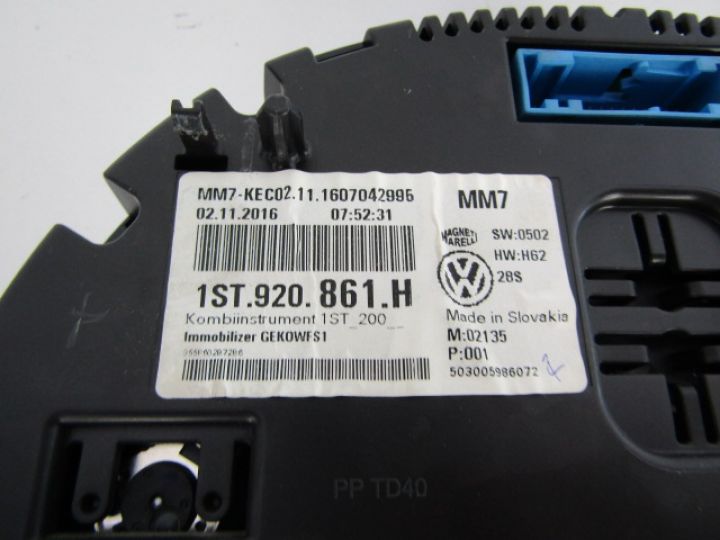 MM7-KEC02.11.1607042995
MM7
02.11.2016 07:52:31
MAGNETI MARELLI
SW:0502
HW:H62
28S
1ST.920.861.H
Kombiinstrument 1ST_200_
Made in Slovakia
Immobilizer GEKOWFS1
M:02135
P:001
503005986072
PP TD40